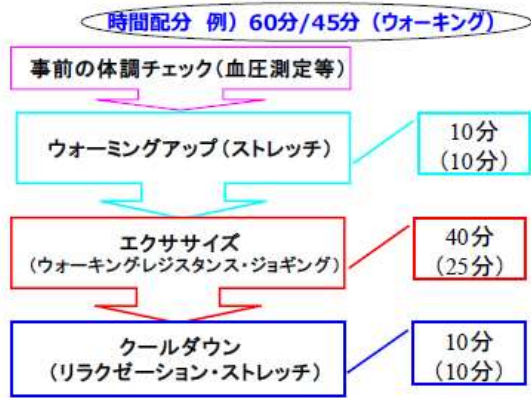 時間配分 例）60分/45分（ウォーキング）
事前の体調チェック（血圧測定等）
ウォーミングアップ（ストレッチ）
10分
（10分）
エクササイズ
（ウォーキング・レジスタンス・ジョギング）
40分
（25分）
クールダウン
（リラクゼーション・ストレッチ）
10分
（10分）